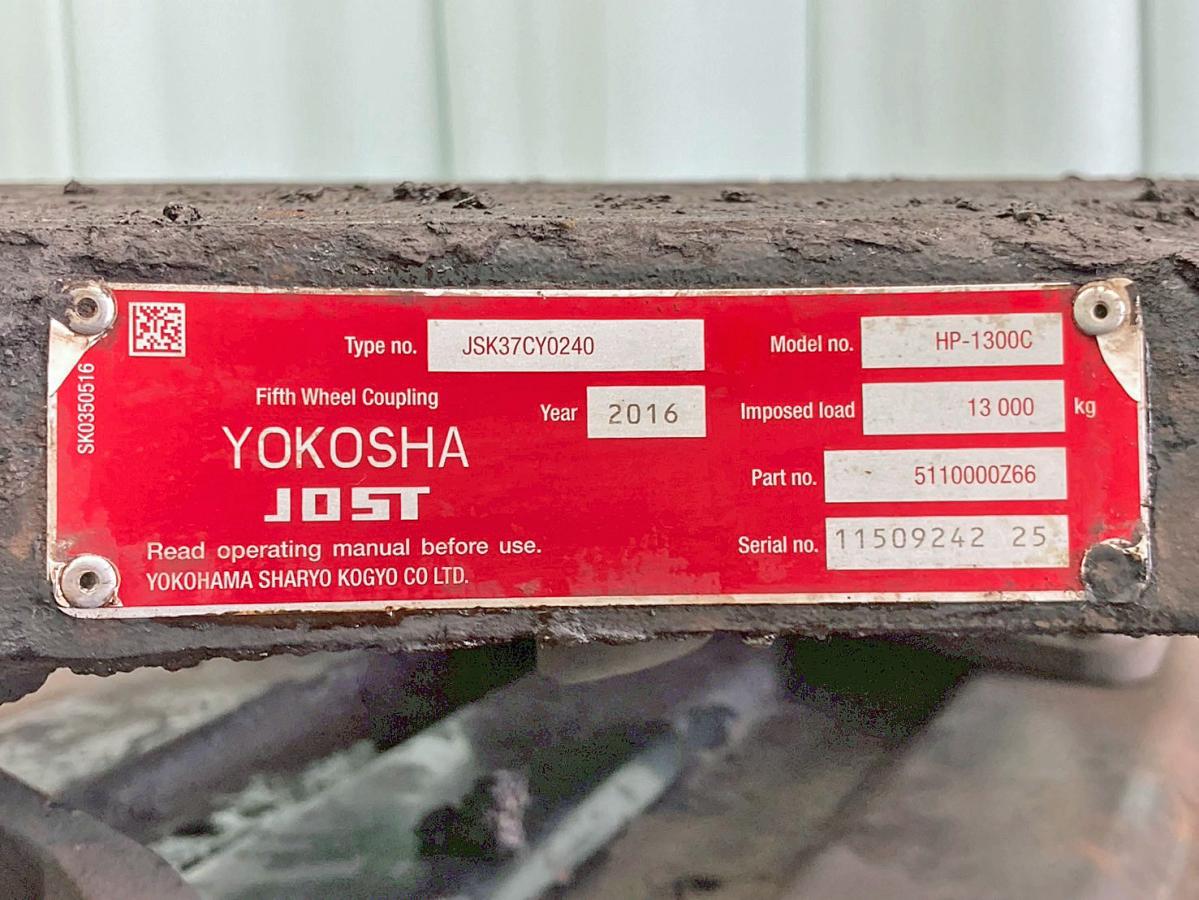 SK0350516
Type no. JSK37CY0240
Model no. HP-1300C
Fifth Wheel Coupling
Year 2016
Imposed load 13 000 kg
YOKOSHA
JOST
Part no. 5110000Z66
Serial no. 11509242 25
Read operating manual before use.
YOKOHAMA SHARYO KOGYO CO LTD.